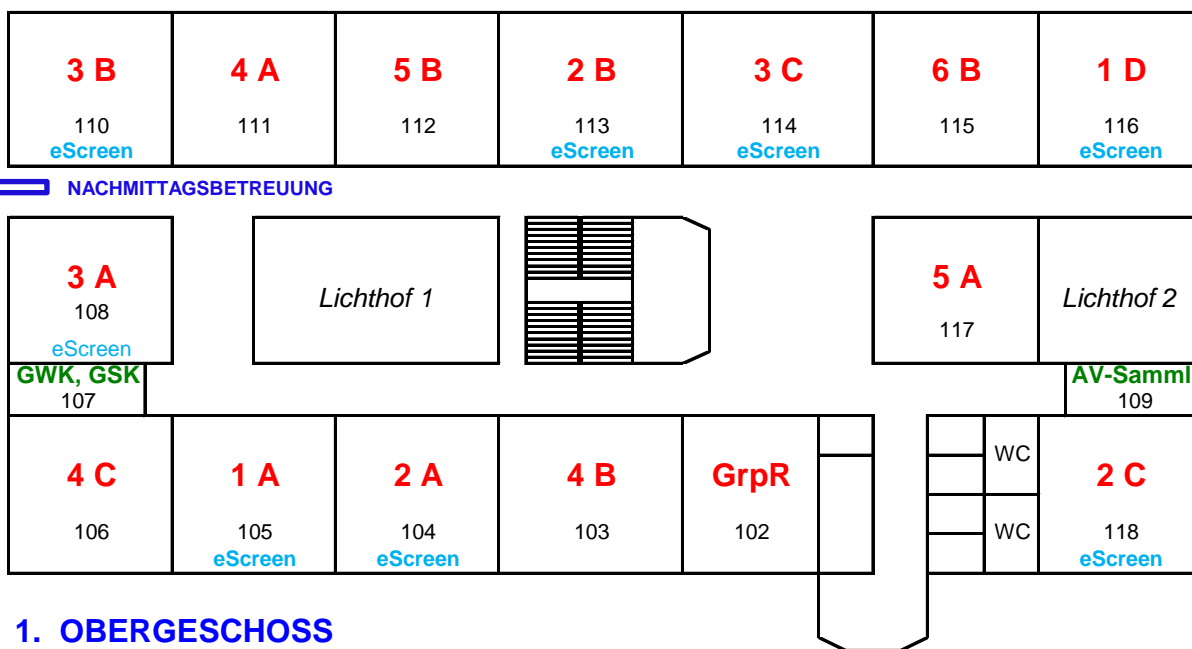 3 B
4 A
5 B
2 B
3 C
6 B
1 D
110
111
112
113
114
115
116
eScreen
eScreen
eScreen
eScreen
NACHMITTAGSBETREUUNG
3 A
108
eScreen
Lichthof 1
5 A
117
Lichthof 2
GWK, GSK
107
AV-Samml
109
4 C
1 A
2 A
4 B
GrpR
WC
2 C
106
105
104
103
102
WC
118
eScreen
eScreen
eScreen
1. OBERGESCHOSS